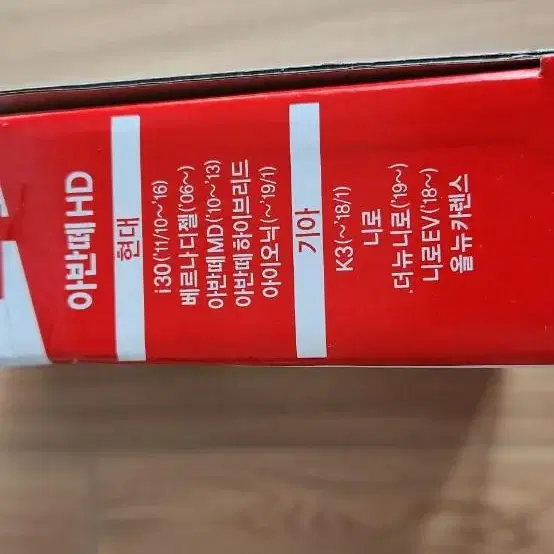 아반떼 HD
현대
i30('11/10~'16)
베르나 디젤('06~)
아반떼 MD('10~'13)
아반떼 하이브리드
아이오닉(~'19/1)
기아
K3(~'18/1)
니로
더 뉴 니로('19~)
니로EV('18~)
올 뉴 카렌스